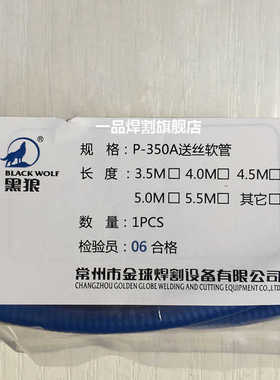 一品焊割旗舰店
®
BLACK WOLF
黑狼
规 格：P-350A送丝软管
长 度：3.5M□ 4.0M□ 4.5M□
5.0M□ 5.5M□ 其它□
数 量：1PCS
检验员：06 合格
常州市金球焊割设备有限公司
CHANGZHOU GOLDEN GLOBE WELDING AND CUTTING EQUIPMENT CO.,LTD